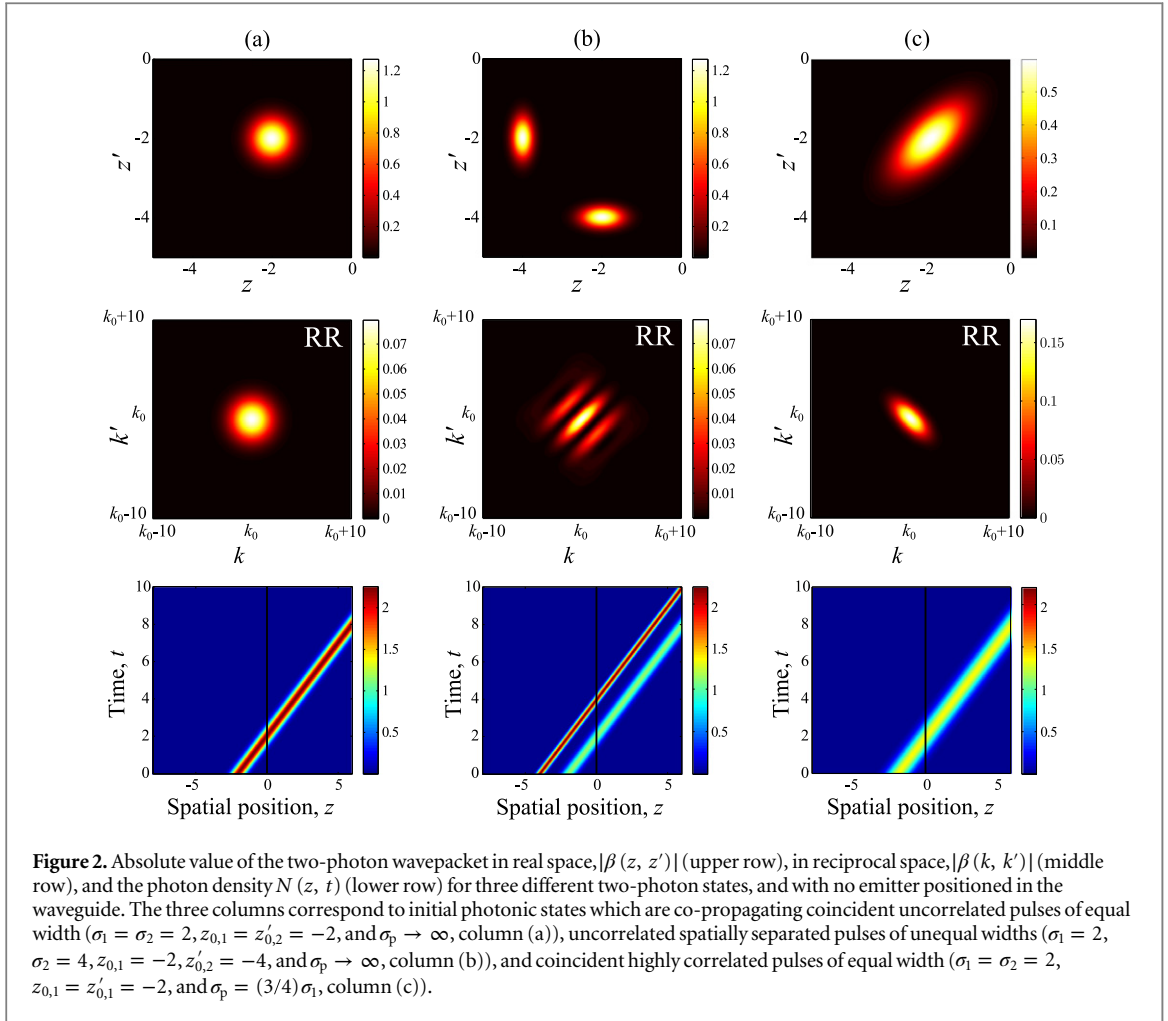 (a) (b) (c)
0 0 0
-2 -2 -2
-4 -4 -4
z′ z′ z′
-4 -2 0 -4 -2 0 -4 -2 0
z z z
1.2 1 0.8 0.6 0.4 0.2
1.2 1 0.8 0.6 0.4 0.2
0.5 0.4 0.3 0.2 0.1
RR RR RR
k₀+10 k₀+10 k₀+10
k₀ k₀ k₀
k₀-10 k₀-10 k₀-10
k′ k′ k′
k₀-10 k₀ k₀+10 k₀-10 k₀ k₀+10 k₀-10 k₀ k₀+10
k k k
0.07 0.06 0.05 0.04 0.03 0.02 0.01 0
0.07 0.06 0.05 0.04 0.03 0.02 0.01 0
0.15 0.1 0.05 0
10 8 6 4 2 0
10 8 6 4 2 0
10 8 6 4 2 0
Time, t Time, t Time, t
-5 0 5 -5 0 5 -5 0 5
Spatial position, z Spatial position, z Spatial position, z
2 1.5 1 0.5
2 1.5 1 0.5
2 1.5 1 0.5
Figure 2. Absolute value of the two-photon wavepacket in real space, |β (z, z′)| (upper row), in reciprocal space, |β (k, k′)| (middle
row), and the photon density N (z, t) (lower row) for three different two-photon states, and with no emitter positioned in the
waveguide. The three columns correspond to initial photonic states which are co-propagating coincident uncorrelated pulses of equal
width (σ₁ = σ₂ = 2, z₀,₁ = z′₀,₂ = −2, and σₚ → ∞, column (a)), uncorrelated spatially separated pulses of unequal widths (σ₁ = 2,
σ₂ = 4, z₀,₁ = −2, z′₀,₂ = −4, and σₚ → ∞, column (b)), and coincident highly correlated pulses of equal width (σ₁ = σ₂ = 2,
z₀,₁ = z′₀,₁ = −2, and σₚ = (3/4)σ₁, column (c)).